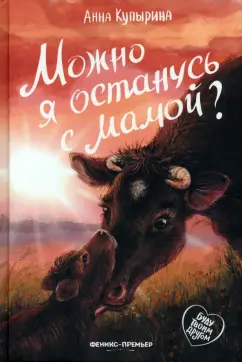 Анна Купырина
Можно
я останусь
с мамой?
Буду
твоим
другом
ФЕНИКС-ПРЕМЬЕР